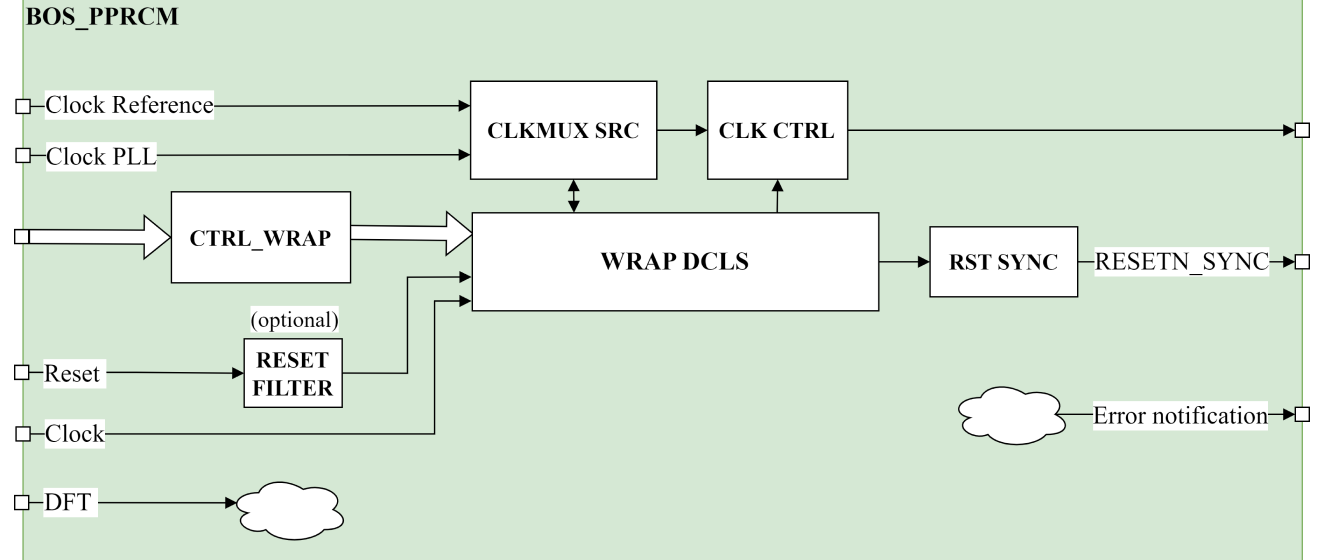 BOS_PPRCM
Clock Reference
CLKMUX SRC
CLK CTRL
Clock PLL
CTRL_WRAP
WRAP DCLS
RST SYNC
RESETN_SYNC
(optional)
RESET
FILTER
Reset
Clock
Error notification
DFT